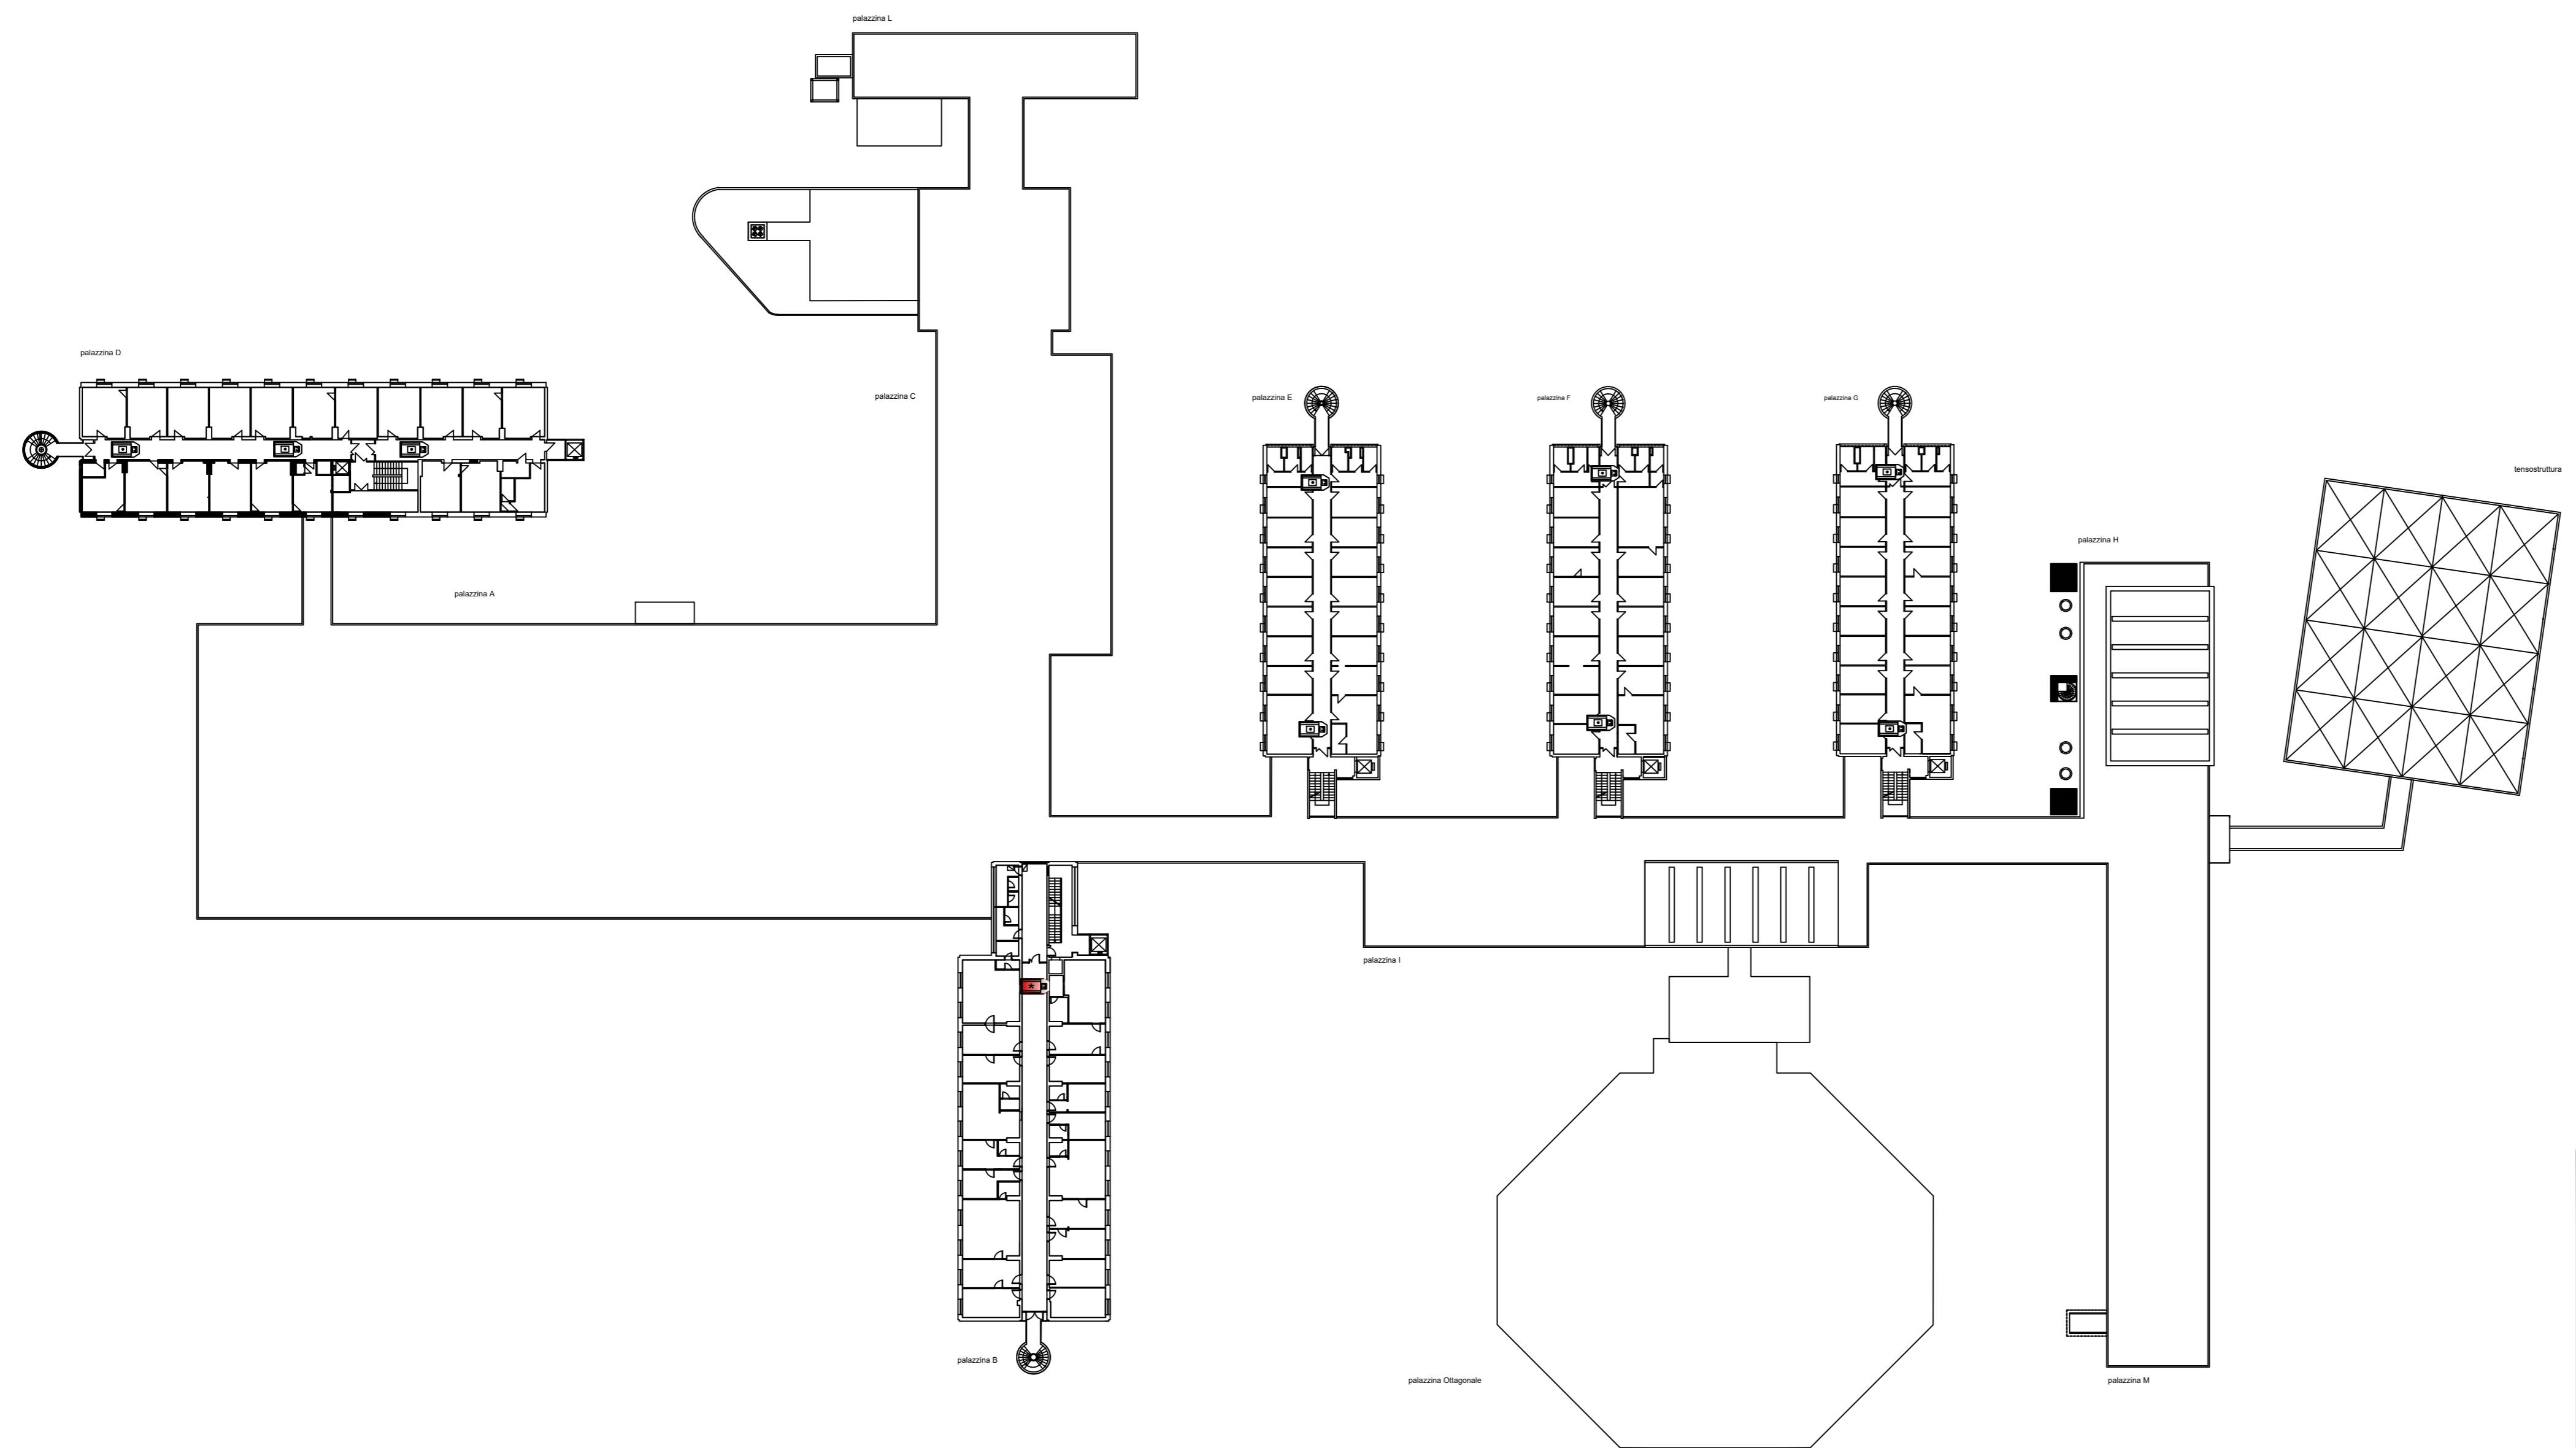 palazzina L
palazzina D
palazzina C
palazzina E
palazzina F
palazzina G
tensostruttura
palazzina H
palazzina A
palazzina I
palazzina B
palazzina Ottagonale
palazzina M